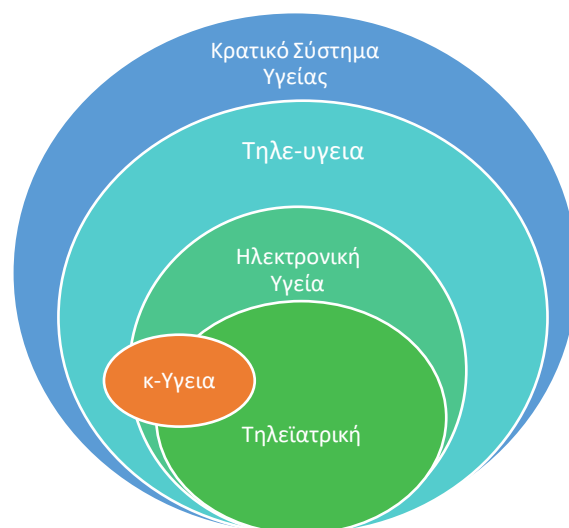 Κρατικό Σύστημα
Υγείας
Τηλε-υγεια
Ηλεκτρονική
Υγεία
κ-Υγεια
Τηλεϊατρική